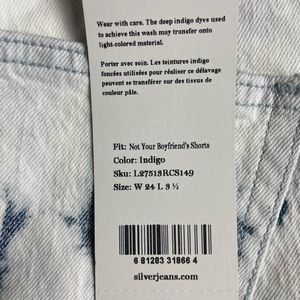 Wear with care. The deep indigo dyes used
to achieve this wash may transfer onto
light-colored material.
Porter avec soin. Les teintures indigo
foncées utilisées pour réaliser ce délavage
peuvent se transférer sur des tissus de
couleur pâle.
Fit: Not Your Boyfriend's Shorts
Color: Indigo
Sku: L27513RCS149
Size: W 24 L 3 ½
6 81283 31866 4
silverjeans.com